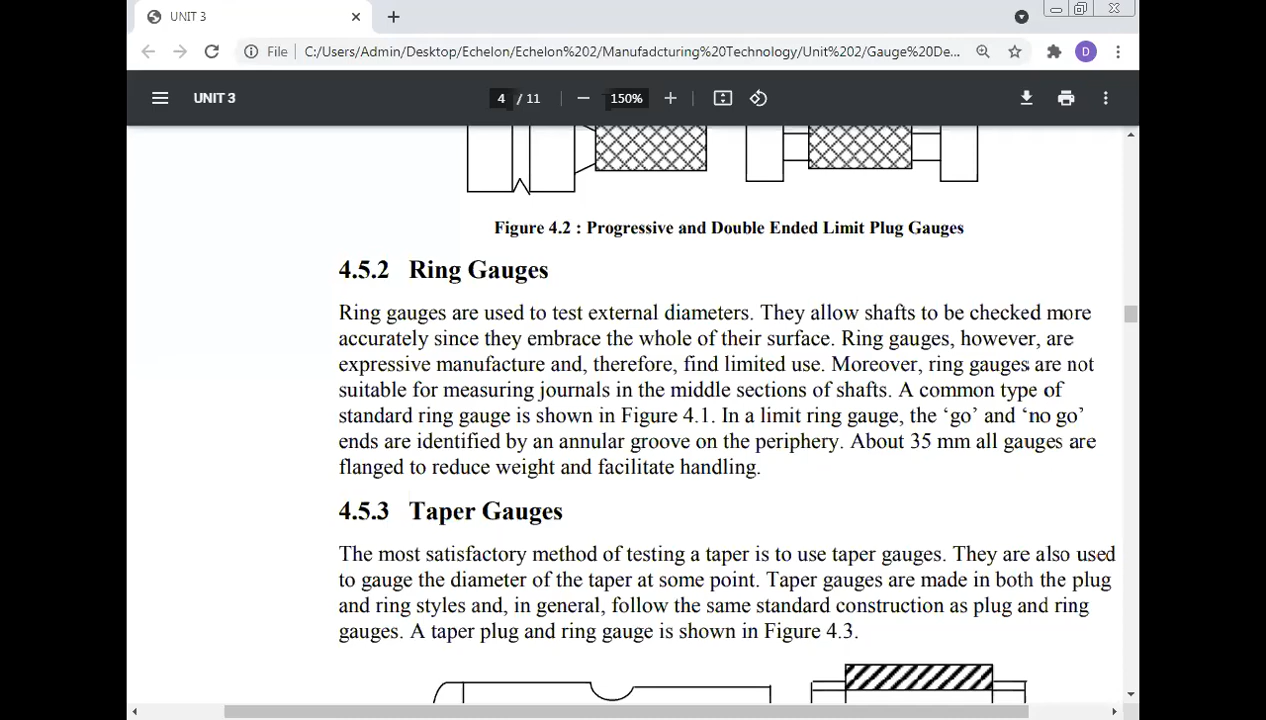 UNIT 3
File C:/Users/Admin/Desktop/Echelon/Echelon%202/Manufadcturing%20Technology/Unit%202/Gauge%20De... D
UNIT 3 4 / 11 150%
Figure 4.2 : Progressive and Double Ended Limit Plug Gauges
4.5.2 Ring Gauges
Ring gauges are used to test external diameters. They allow shafts to be checked more
accurately since they embrace the whole of their surface. Ring gauges, however, are
expressive manufacture and, therefore, find limited use. Moreover, ring gauges are not
suitable for measuring journals in the middle sections of shafts. A common type of
standard ring gauge is shown in Figure 4.1. In a limit ring gauge, the ‘go’ and ‘no go’
ends are identified by an annular groove on the periphery. About 35 mm all gauges are
flanged to reduce weight and facilitate handling.
4.5.3 Taper Gauges
The most satisfactory method of testing a taper is to use taper gauges. They are also used
to gauge the diameter of the taper at some point. Taper gauges are made in both the plug
and ring styles and, in general, follow the same standard construction as plug and ring
gauges. A taper plug and ring gauge is shown in Figure 4.3.